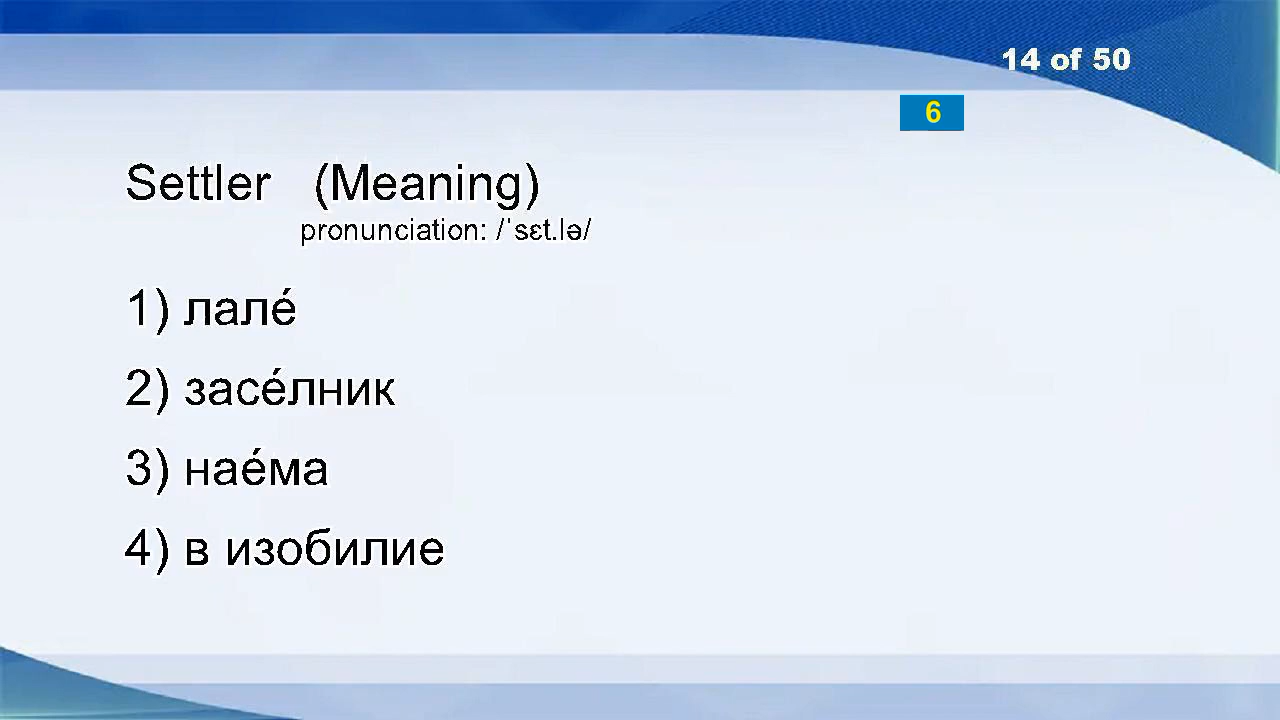 14 of 50
6
Settler (Meaning)
pronunciation: /ˈsɛt.lə/
1) лале́
2) засе́лник
3) нае́ма
4) в изобилие